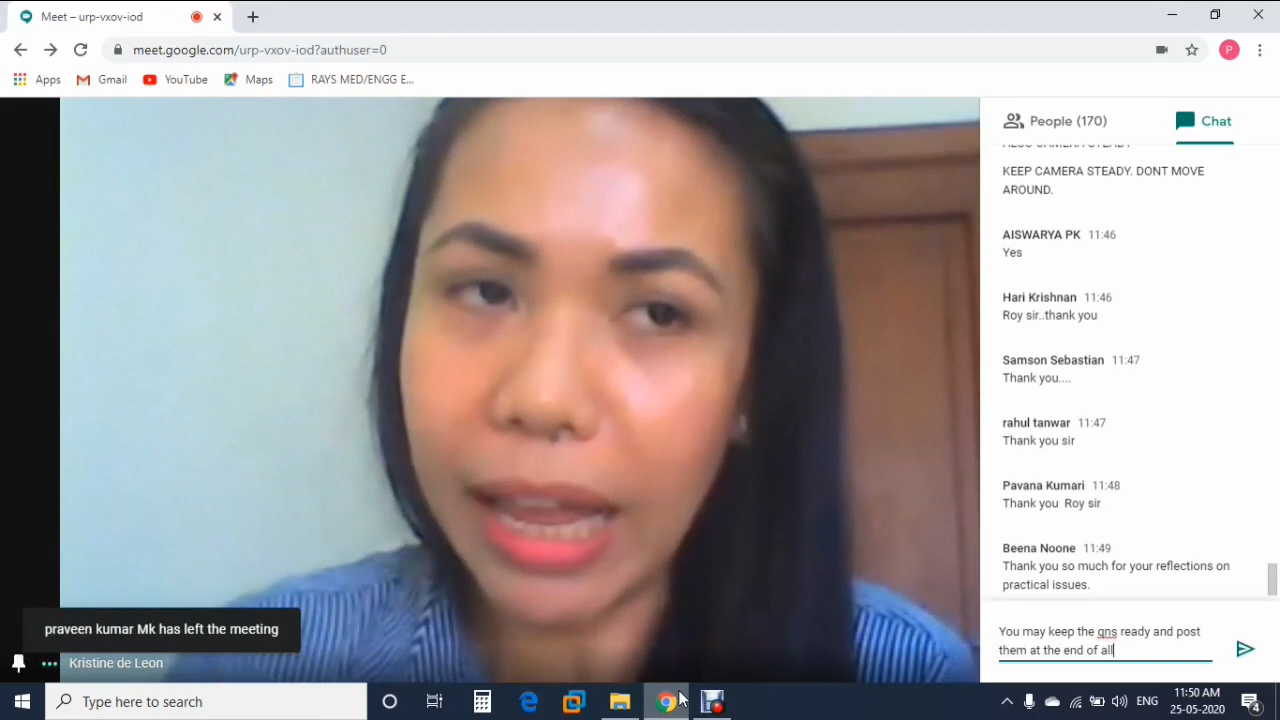 Meet – urp-vxov-iod
meet.google.com/urp-vxov-iod?authuser=0
P
Apps Gmail YouTube Maps RAYS MED/ENGG E...
People (170) Chat
KEEP CAMERA STEADY. DONT MOVE
AROUND.
AISWARYA PK 11:46
Yes
Hari Krishnan 11:46
Roy sir..thank you
Samson Sebastian 11:47
Thank you....
rahul tanwar 11:47
Thank you sir
Pavana Kumari 11:48
Thank you Roy sir
Beena Noone 11:49
Thank you so much for your reflections on
practical issues.
You may keep the qns ready and post
them at the end of all
praveen kumar Mk has left the meeting
Kristine de Leon
Type here to search
ENG
11:50 AM
25-05-2020
4